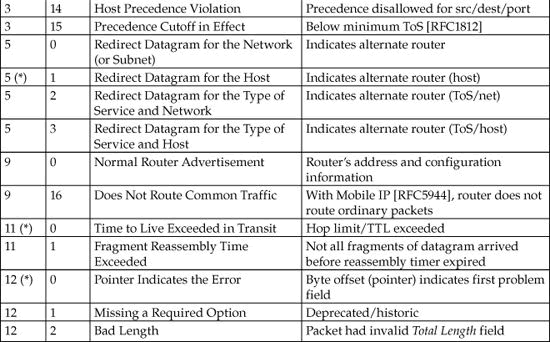 3 14 Host Precedence Violation Precedence disallowed for src/dest/port
3 15 Precedence Cutoff in Effect Below minimum ToS [RFC1812]
5 0 Redirect Datagram for the Network Indicates alternate router
(or Subnet)
5 (*) 1 Redirect Datagram for the Host Indicates alternate router (host)
5 2 Redirect Datagram for the Type Indicates alternate router (ToS/net)
of Service and Network
5 3 Redirect Datagram for the Type Indicates alternate router (ToS/host)
of Service and Host
9 0 Normal Router Advertisement Router's address and configuration
information
9 16 Does Not Route Common Traffic With Mobile IP [RFC5944], router does not
route ordinary packets
11 (*) 0 Time to Live Exceeded in Transit Hop limit/TTL exceeded
11 1 Fragment Reassembly Time Not all fragments of datagram arrived
Exceeded before reassembly timer expired
12 (*) 0 Pointer Indicates the Error Byte offset (pointer) indicates first problem
field
12 1 Missing a Required Option Deprecated/historic
12 2 Bad Length Packet had invalid Total Length field